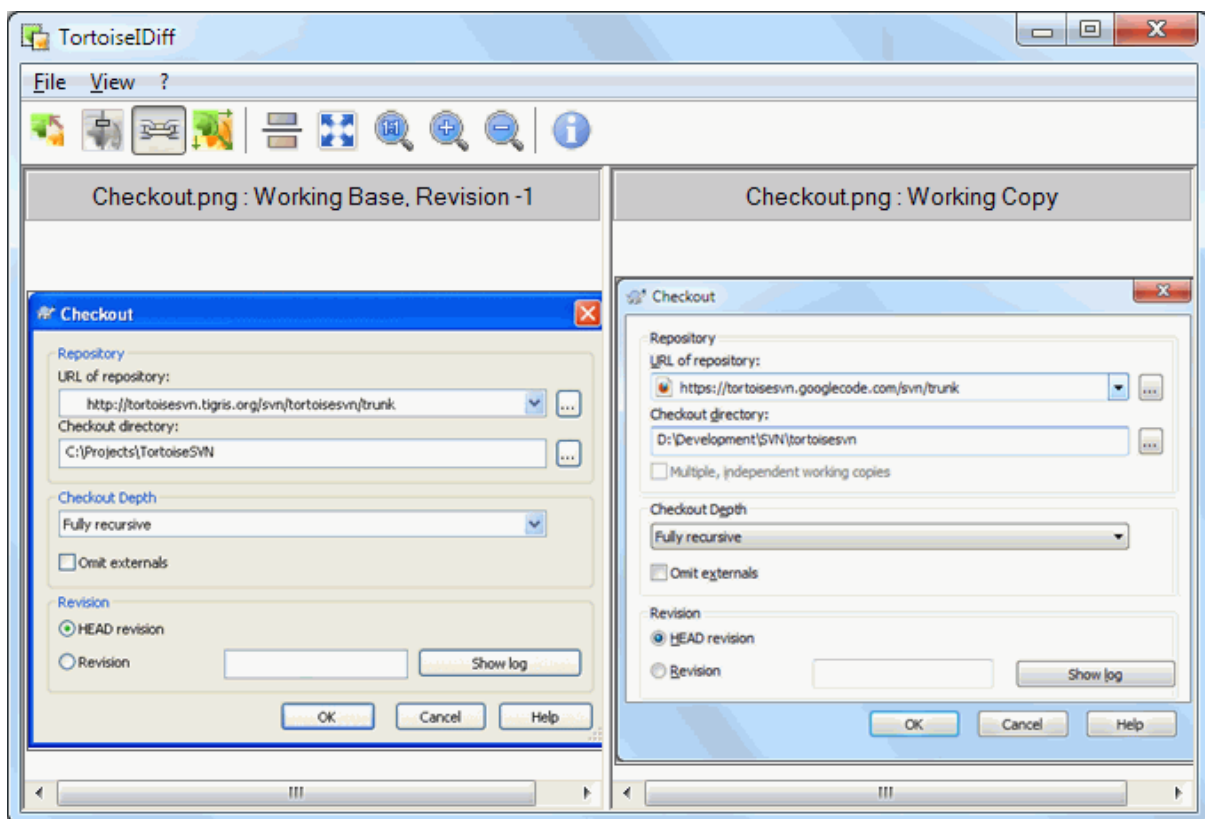 TortoiseIDiff
File View ?
1:1
Checkout.png : Working Base, Revision -1
Checkout
Repository
URL of repository:
http://tortoisesvn.tigris.org/svn/tortoisesvn/trunk
...
Checkout directory:
C:\Projects\TortoiseSVN
...
Checkout Depth
Fully recursive
Omit externals
Revision
HEAD revision
Revision
Show log
OK Cancel Help
Checkout.png : Working Copy
Checkout
Repository
URL of repository:
https://tortoisesvn.googlecode.com/svn/trunk
...
Checkout directory:
D:\Development\SVN\tortoisesvn
...
Multiple, independent working copies
Checkout Depth
Fully recursive
Omit externals
Revision
HEAD revision
Revision
Show log
OK Cancel Help